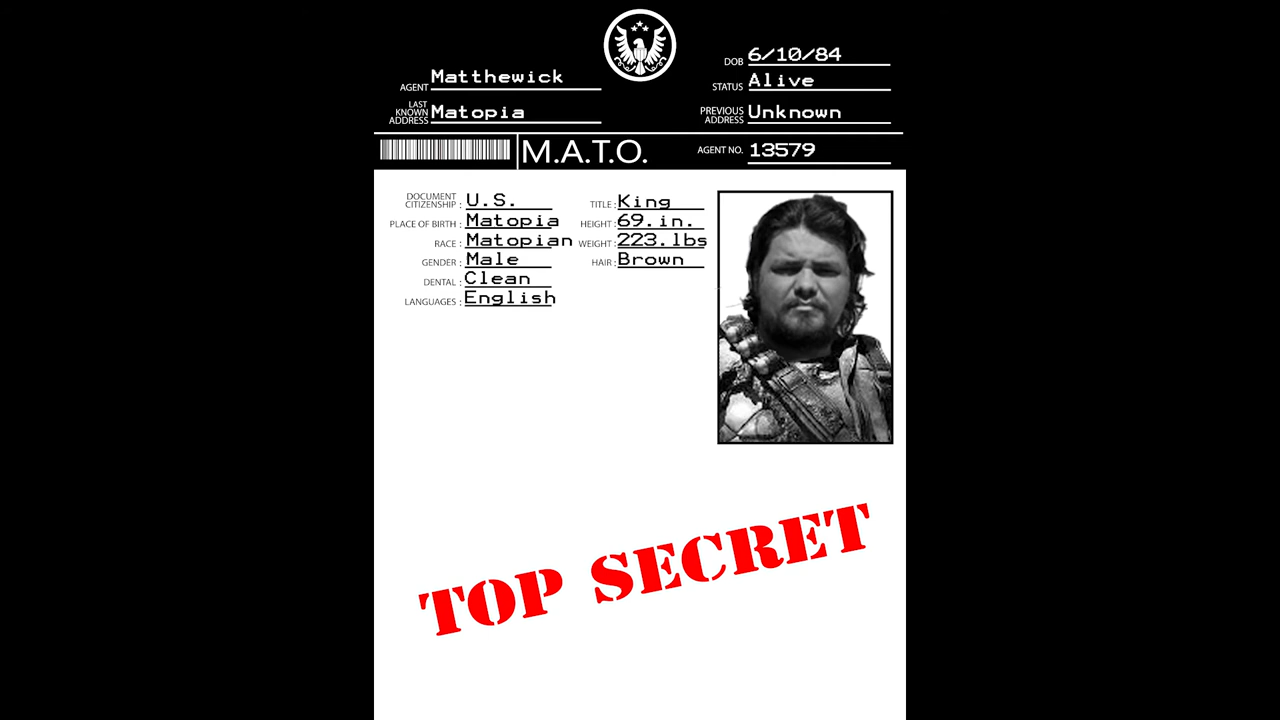 AGENT Matthewick
LAST KNOWN ADDRESS Matopia
DOB 6/10/84
STATUS Alive
PREVIOUS ADDRESS Unknown
M.A.T.O.
AGENT NO. 13579
DOCUMENT CITIZENSHIP : U.S.
PLACE OF BIRTH : Matopia
RACE : Matopian
GENDER : Male
DENTAL : Clean
LANGUAGES : English
TITLE : King
HEIGHT : 69.in.
WEIGHT : 223.lbs
HAIR : Brown
TOP SECRET